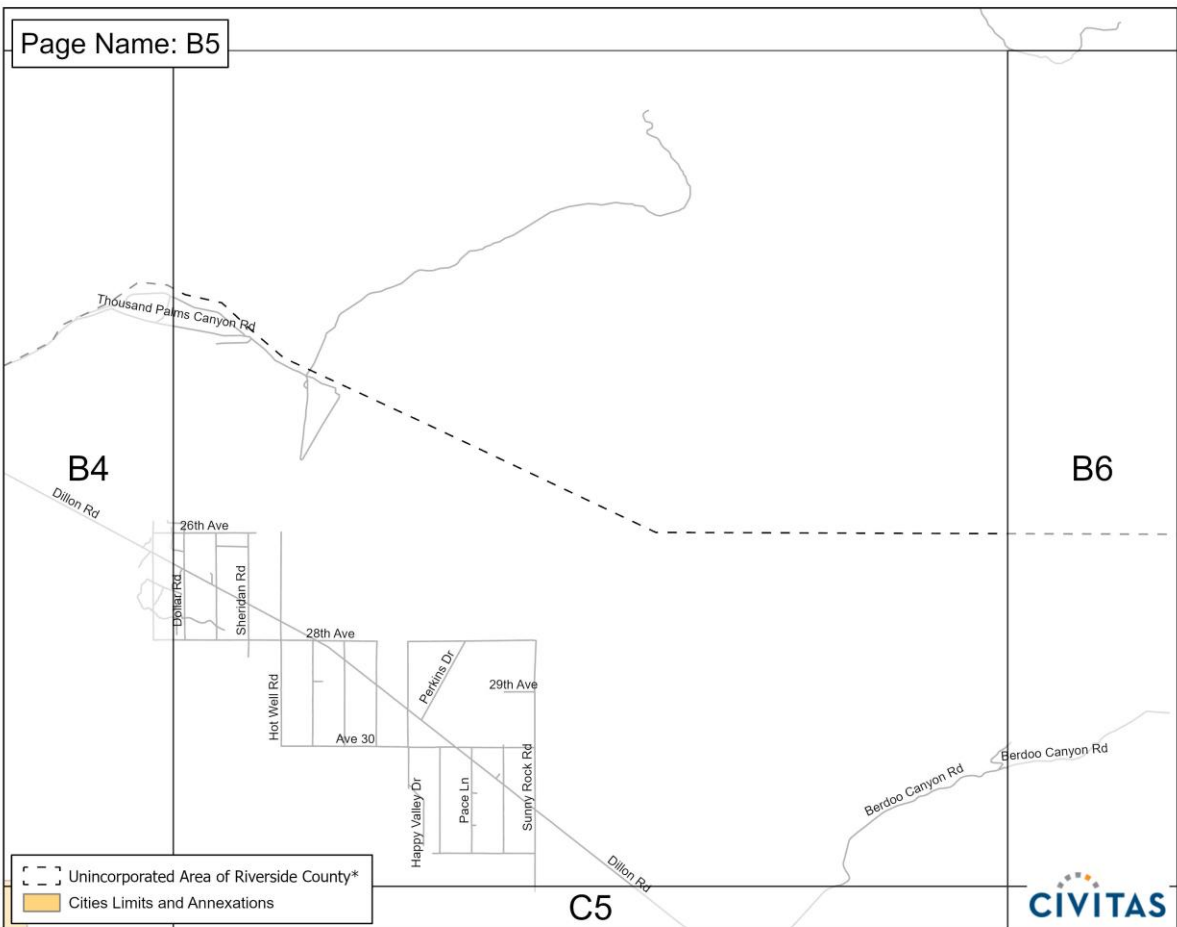 Page Name: B5
Thousand Palms Canyon Rd
B4
B6
Dillon Rd
26th Ave
Dollar Rd
Sheridan Rd
28th Ave
Perkins Dr
29th Ave
Hot Well Rd
Ave 30
Berdoo Canyon Rd
Berdoo Canyon Rd
Happy Valley Dr
Pace Ln
Sunny Rock Rd
Dillon Rd
Unincorporated Area of Riverside County*
Cities Limits and Annexations
C5
CIVITAS